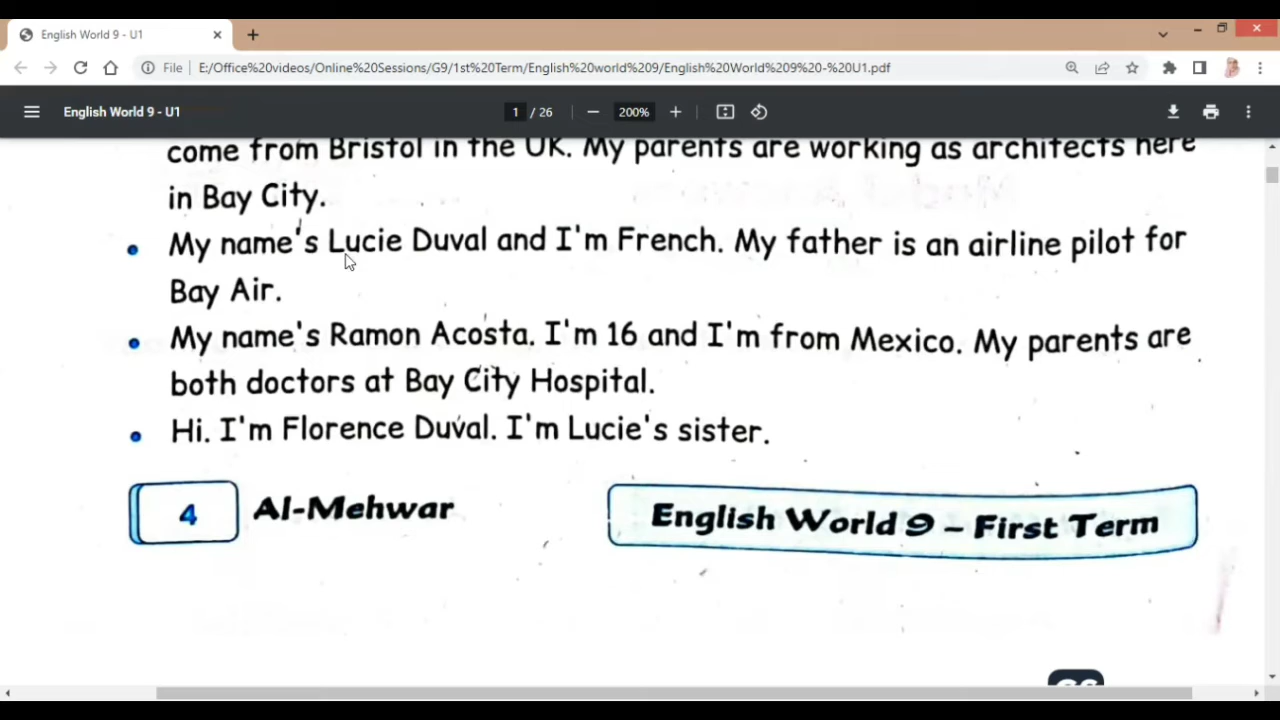 English World 9 - U1
File
E:/Office%20videos/Online%20Sessions/G9/1st%20Term/English%20world%209/English%20World%209%20-%20U1.pdf
English World 9 - U1
1 / 26
200%
come from Bristol in the UK. My parents are working as architects here
in Bay City.
My name's Lucie Duval and I'm French. My father is an airline pilot for
Bay Air.
My name's Ramon Acosta. I'm 16 and I'm from Mexico. My parents are
both doctors at Bay City Hospital.
Hi. I'm Florence Duval. I'm Lucie's sister.
4 Al-Mehwar
English World 9 – First Term